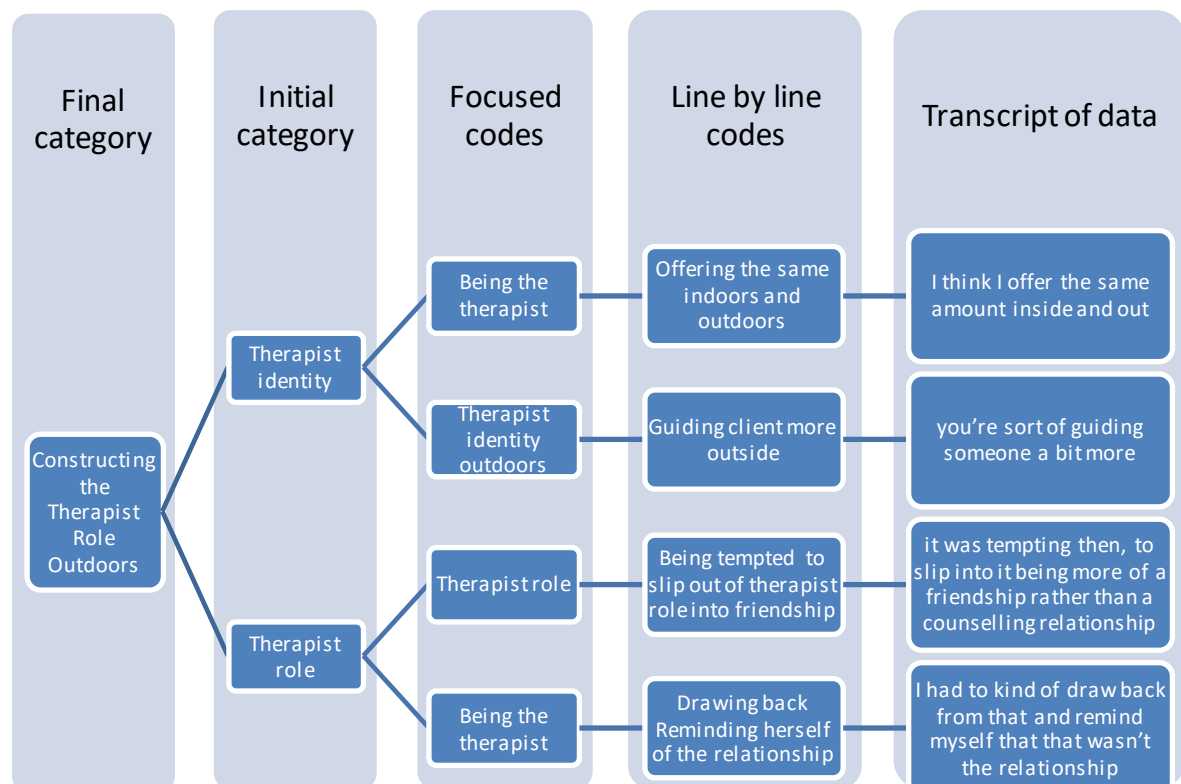 Final
category
Initial
category
Focused
codes
Line by line
codes
Transcript of data
Constructing
the
Therapist
Role
Outdoors
Therapist
identity
Being the
therapist
Offering the same
indoors and
outdoors
I think I offer the same
amount inside and out
Therapist
identity
outdoors
Guiding client more
outside
you’re sort of guiding
someone a bit more
Therapist
role
Therapist role
Being tempted to
slip out of therapist
role into friendship
it was tempting then, to
slip into it being more of a
friendship rather than a
counselling relationship
Being the
therapist
Drawing back
Reminding herself
of the relationship
I had to kind of draw back
from that and remind
myself that that wasn’t
the relationship